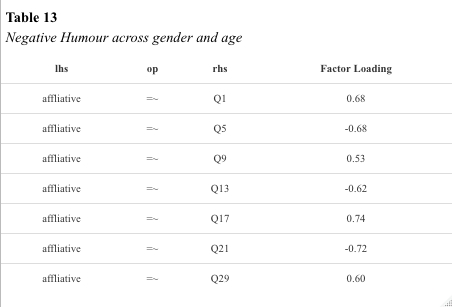 Table 13
Negative Humour across gender and age
lhs op rhs Factor Loading
affliative =~ Q1 0.68
affliative =~ Q5 -0.68
affliative =~ Q9 0.53
affliative =~ Q13 -0.62
affliative =~ Q17 0.74
affliative =~ Q21 -0.72
affliative =~ Q29 0.60